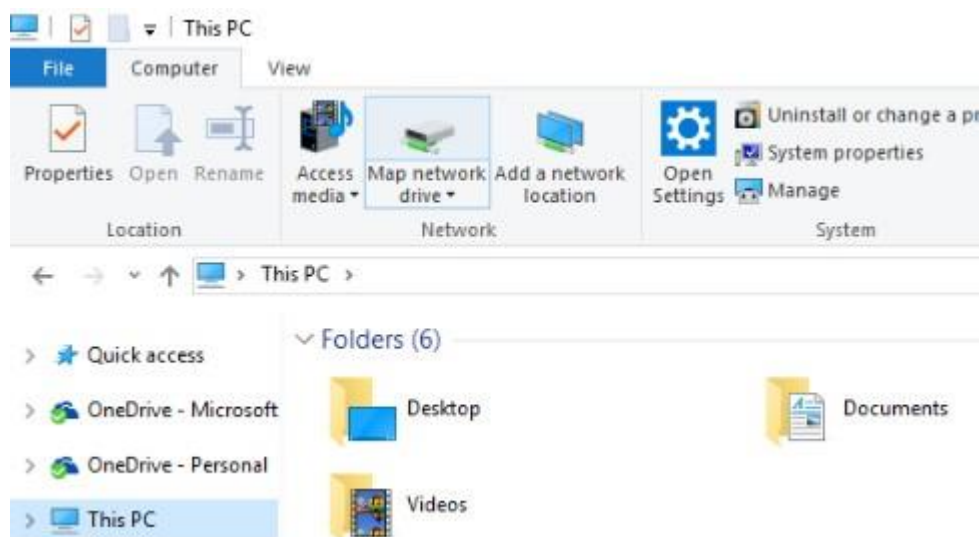 This PC
File Computer View
Properties Open Rename
Access media
Map network drive
Add a network location
Open Settings
Uninstall or change a pr
System properties
Manage
Location Network System
This PC
Folders (6)
Quick access
OneDrive - Microsoft
OneDrive - Personal
This PC
Desktop
Documents
Videos